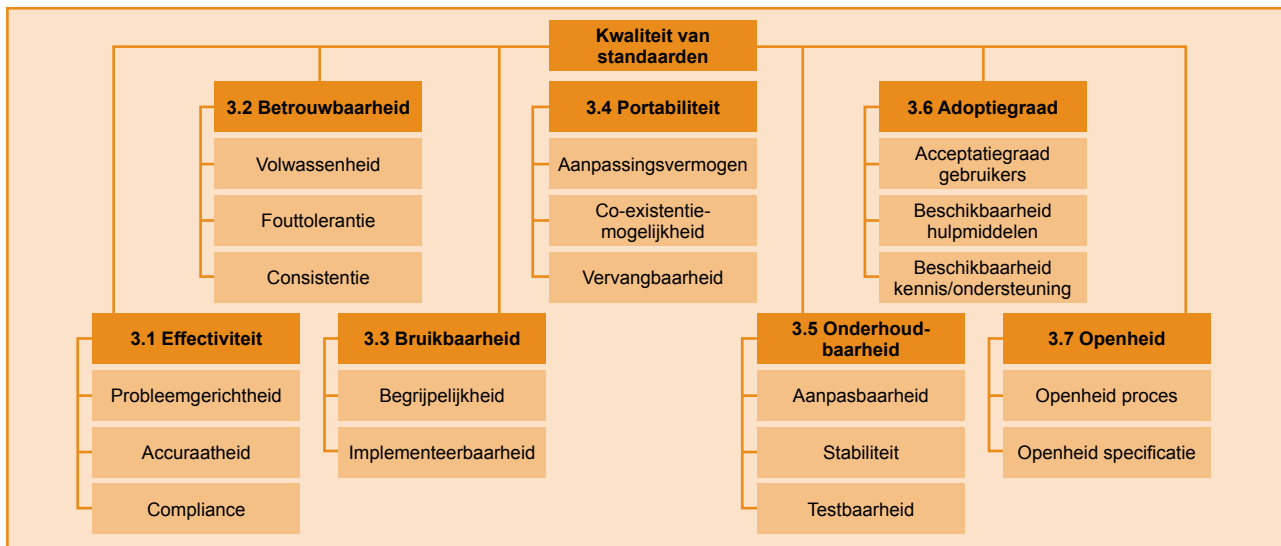 Kwaliteit van
standaarden
3.2 Betrouwbaarheid
Volwassenheid
Fouttolerantie
Consistentie
3.4 Portabiliteit
Aanpassingsvermogen
Co-existentie-
mogelijkheid
Vervangbaarheid
3.6 Adoptiegraad
Acceptatiegraad
gebruikers
Beschikbaarheid
hulpmiddelen
Beschikbaarheid
kennis/ondersteuning
3.1 Effectiviteit
Probleemgerichtheid
Accuraatheid
Compliance
3.3 Bruikbaarheid
Begrijpelijkheid
Implementeerbaarheid
3.5 Onderhoud-
baarheid
Aanpasbaarheid
Stabiliteit
Testbaarheid
3.7 Openheid
Openheid proces
Openheid specificatie